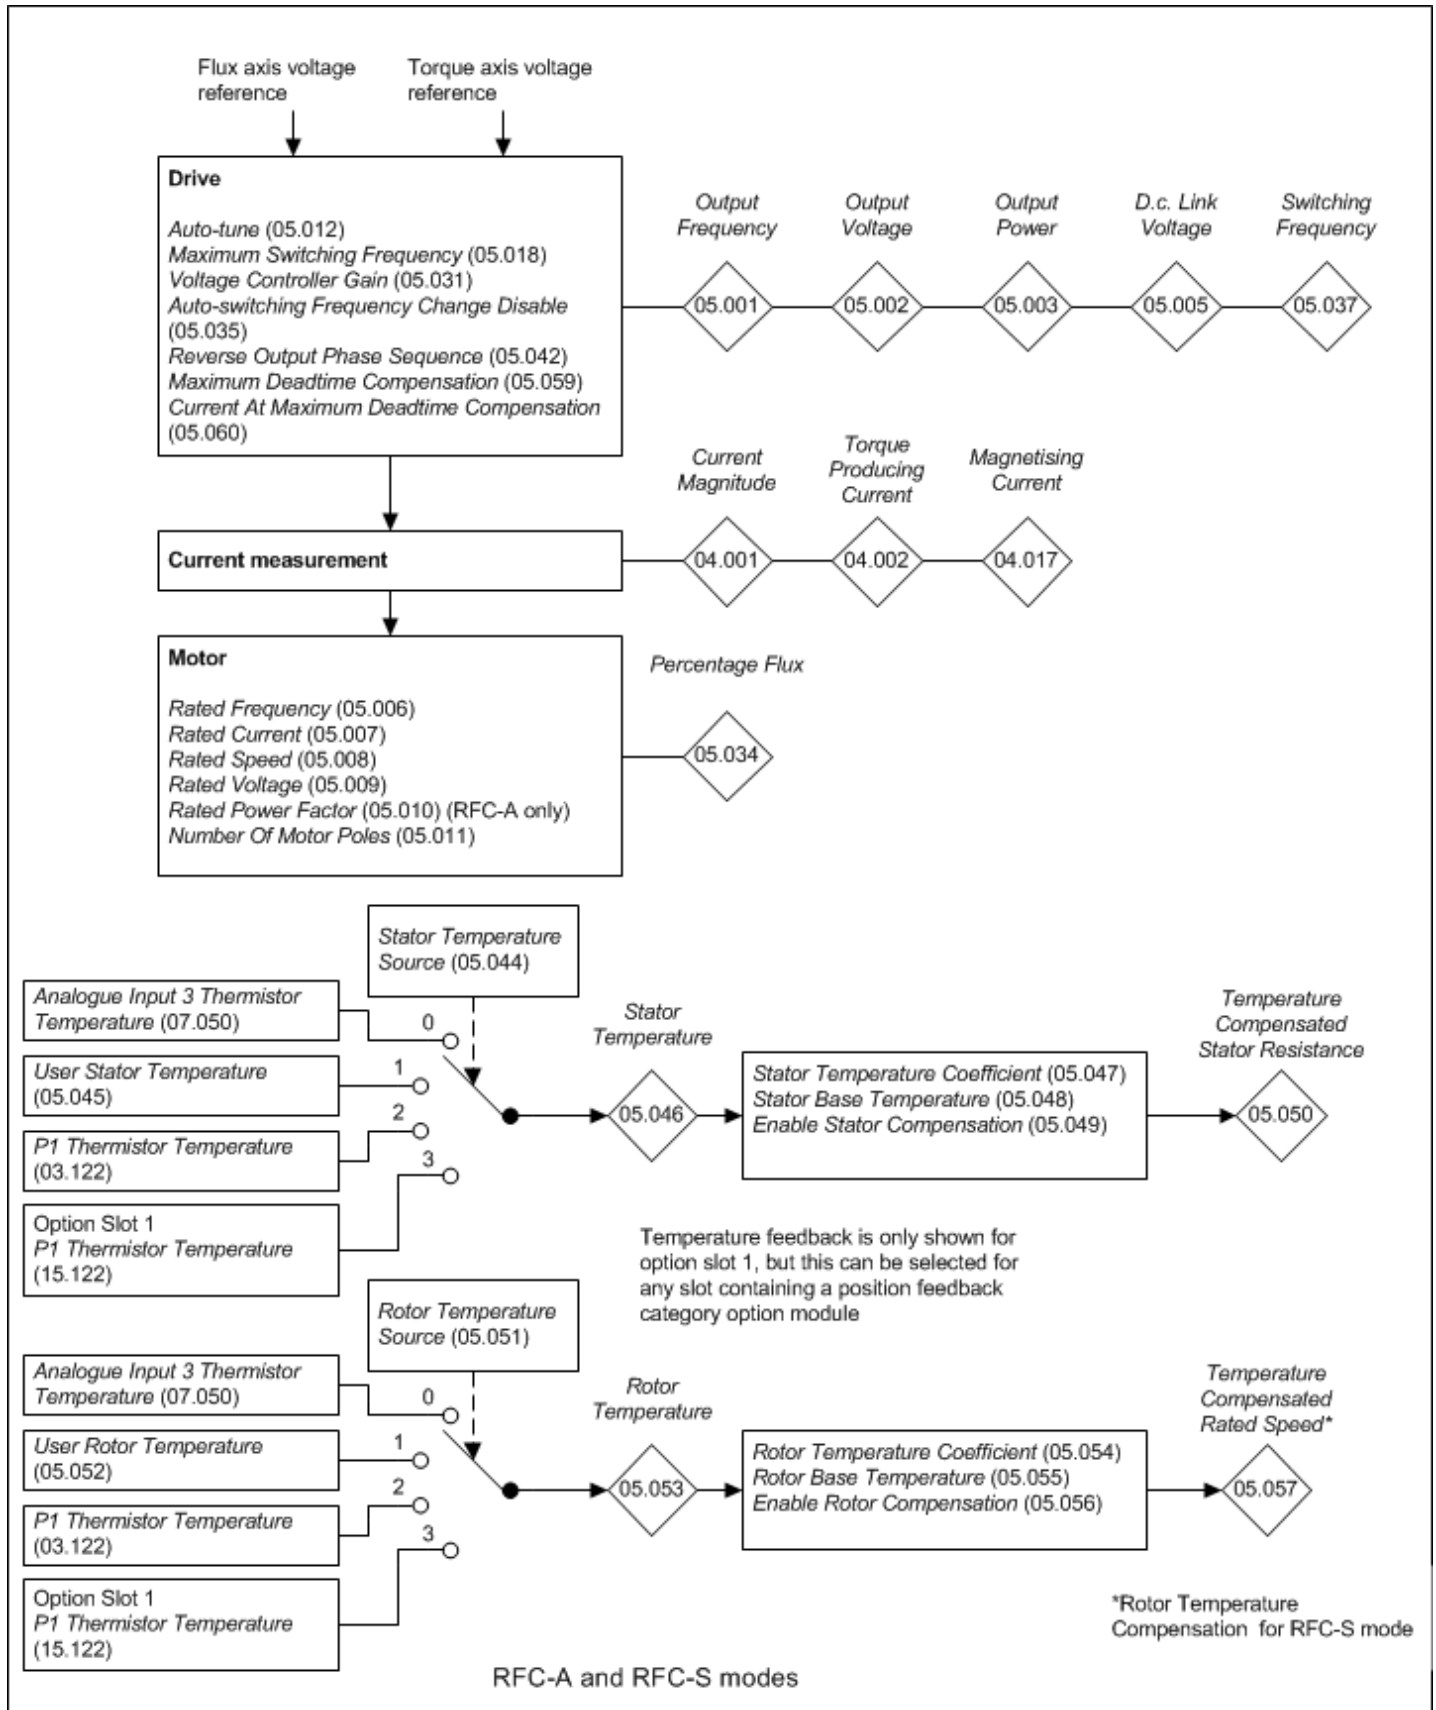 Flux axis voltage
reference
Torque axis voltage
reference
Drive
Auto-tune (05.012)
Maximum Switching Frequency (05.018)
Voltage Controller Gain (05.031)
Auto-switching Frequency Change Disable
(05.035)
Reverse Output Phase Sequence (05.042)
Maximum Deadtime Compensation (05.059)
Current At Maximum Deadtime Compensation
(05.060)
Output
Frequency
05.001
Output
Voltage
05.002
Output
Power
05.003
D.c. Link
Voltage
05.005
Switching
Frequency
05.037
Current measurement
Current
Magnitude
04.001
Torque
Producing
Current
04.002
Magnetising
Current
04.017
Motor
Rated Frequency (05.006)
Rated Current (05.007)
Rated Speed (05.008)
Rated Voltage (05.009)
Rated Power Factor (05.010) (RFC-A only)
Number Of Motor Poles (05.011)
Percentage Flux
05.034
Stator Temperature
Source (05.044)
Analogue Input 3 Thermistor
Temperature (07.050)
User Stator Temperature
(05.045)
P1 Thermistor Temperature
(03.122)
Option Slot 1
P1 Thermistor Temperature
(15.122)
0
1
2
3
Stator
Temperature
05.046
Stator Temperature Coefficient (05.047)
Stator Base Temperature (05.048)
Enable Stator Compensation (05.049)
Temperature
Compensated
Stator Resistance
05.050
Temperature feedback is only shown for
option slot 1, but this can be selected for
any slot containing a position feedback
category option module
Rotor Temperature
Source (05.051)
Analogue Input 3 Thermistor
Temperature (07.050)
User Rotor Temperature
(05.052)
P1 Thermistor Temperature
(03.122)
Option Slot 1
P1 Thermistor Temperature
(15.122)
0
1
2
3
Rotor
Temperature
05.053
Rotor Temperature Coefficient (05.054)
Rotor Base Temperature (05.055)
Enable Rotor Compensation (05.056)
Temperature
Compensated
Rated Speed*
05.057
*Rotor Temperature
Compensation for RFC-S mode
RFC-A and RFC-S modes